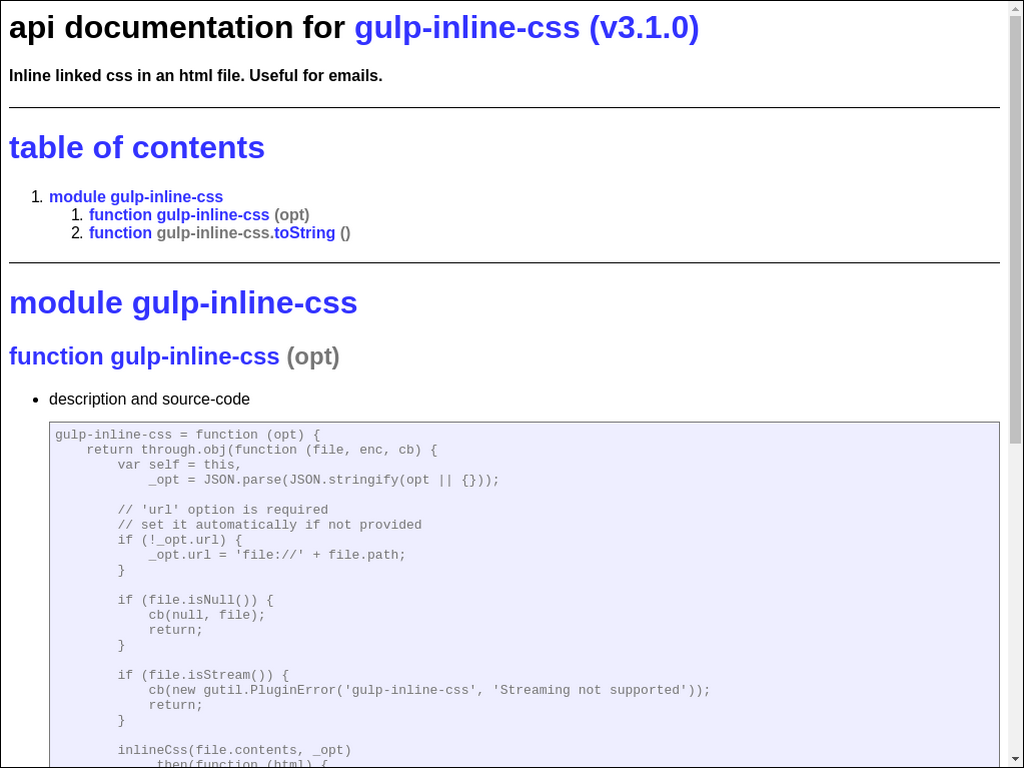 api documentation for gulp-inline-css (v3.1.0)
Inline linked css in an html file. Useful for emails.
table of contents
1. module gulp-inline-css
1. function gulp-inline-css (opt)
2. function gulp-inline-css.toString ()
module gulp-inline-css
function gulp-inline-css (opt)
• description and source-code
gulp-inline-css = function (opt) {
    return through.obj(function (file, enc, cb) {
        var self = this,
            _opt = JSON.parse(JSON.stringify(opt || {}));
        // 'url' option is required
        // set it automatically if not provided
        if (!_opt.url) {
            _opt.url = 'file://' + file.path;
        }
        if (file.isNull()) {
            cb(null, file);
            return;
        }
        if (file.isStream()) {
            cb(new gutil.PluginError('gulp-inline-css', 'Streaming not supported'));
            return;
        }
        inlineCss(file.contents, _opt)
            .then(function (html) {